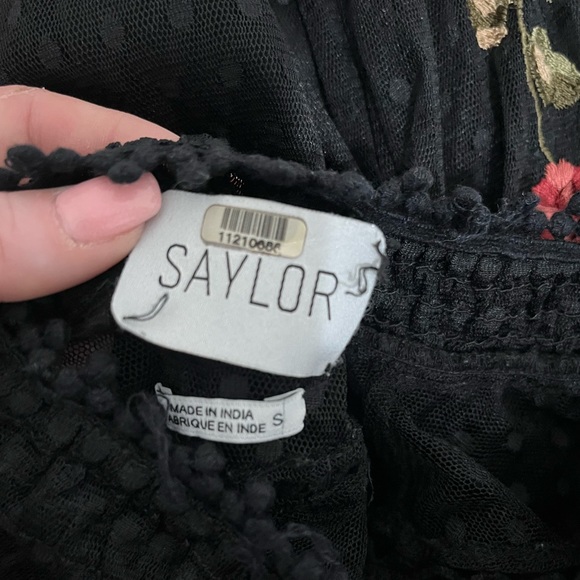 11210686
SAYLOR
MADE IN INDIA
FABRIQUE EN INDE
S